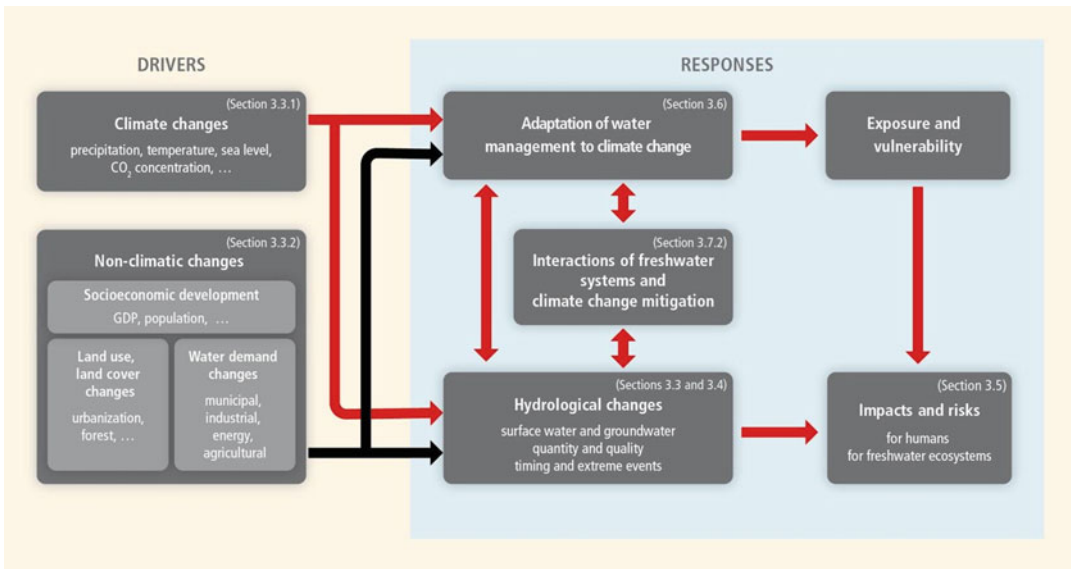 DRIVERS
RESPONSES
(Section 3.3.1)
Climate changes
precipitation, temperature, sea level,
CO₂ concentration, …
(Section 3.3.2)
Non-climatic changes
Socioeconomic development
GDP, population, …
Land use,
land cover
changes
urbanization,
forest, …
Water demand
changes
municipal,
industrial,
energy,
agricultural
(Section 3.6)
Adaptation of water
management to climate change
Exposure and
vulnerability
(Section 3.7.2)
Interactions of freshwater
systems and
climate change mitigation
(Sections 3.3 and 3.4)
Hydrological changes
surface water and groundwater
quantity and quality
timing and extreme events
(Section 3.5)
Impacts and risks
for humans
for freshwater ecosystems